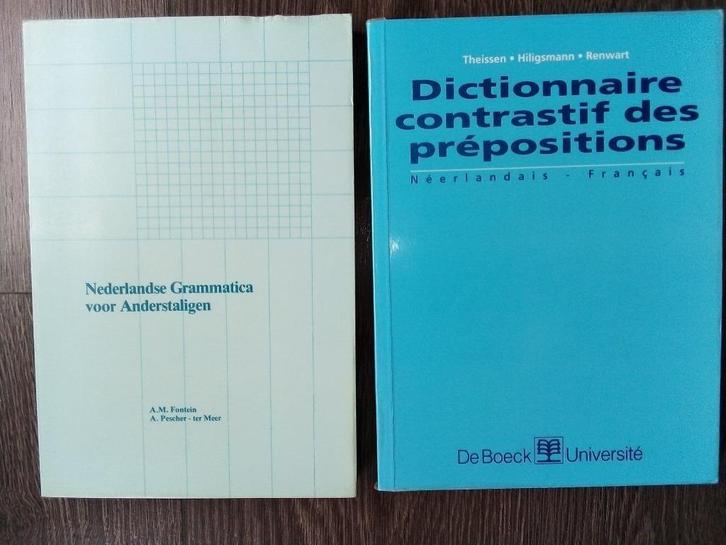 Nederlandse Grammatica
voor Anderstaligen
A.M. Fontein
A. Pescher - ter Meer
Theissen • Hiligsmann • Renwart
Dictionnaire
contrastif des
prépositions
Néerlandais - Français
De Boeck Université